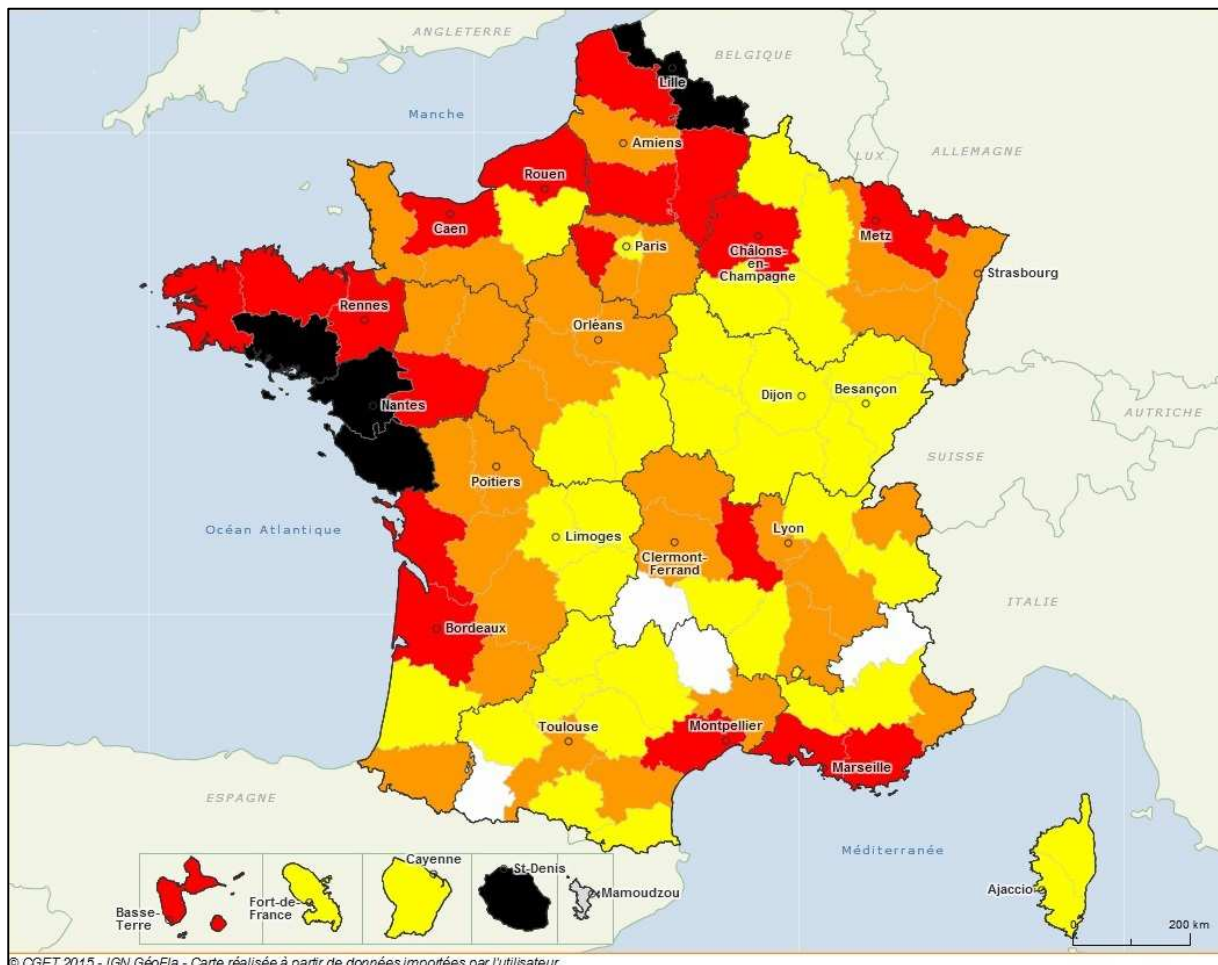 ANGLETERRE
BELGIQUE
Lille
Manche
Amiens
LUX
ALLEMAGNE
Rouen
Caen
Metz
Paris
Châlons-
en-
Champagne
Strasbourg
Rennes
Orléans
Nantes
Dijon
Besançon
AUTRICHE
SUISSE
Poitiers
Océan Atlantique
Limoges
Lyon
Clermont-
Ferrand
ITALIE
Bordeaux
Toulouse
Montpellier
Marseille
ESPAGNE
Méditerranée
Cayenne
St-Denis
Mamoudzou
Ajaccio
Fort-de-
France
Basse-
Terre
0
200 km
© CGET 2015 - IGN GéoFla - Carte réalisée à partir de données importées par l'utilisateur